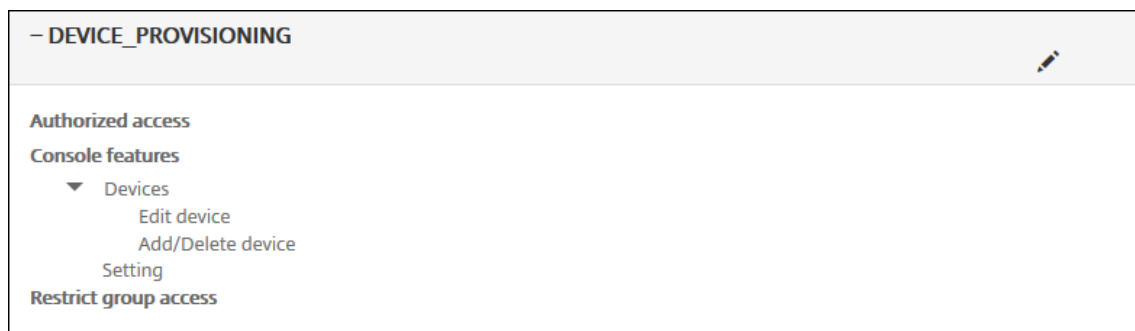 – DEVICE_PROVISIONING
Authorized access
Console features
Devices
Edit device
Add/Delete device
Setting
Restrict group access